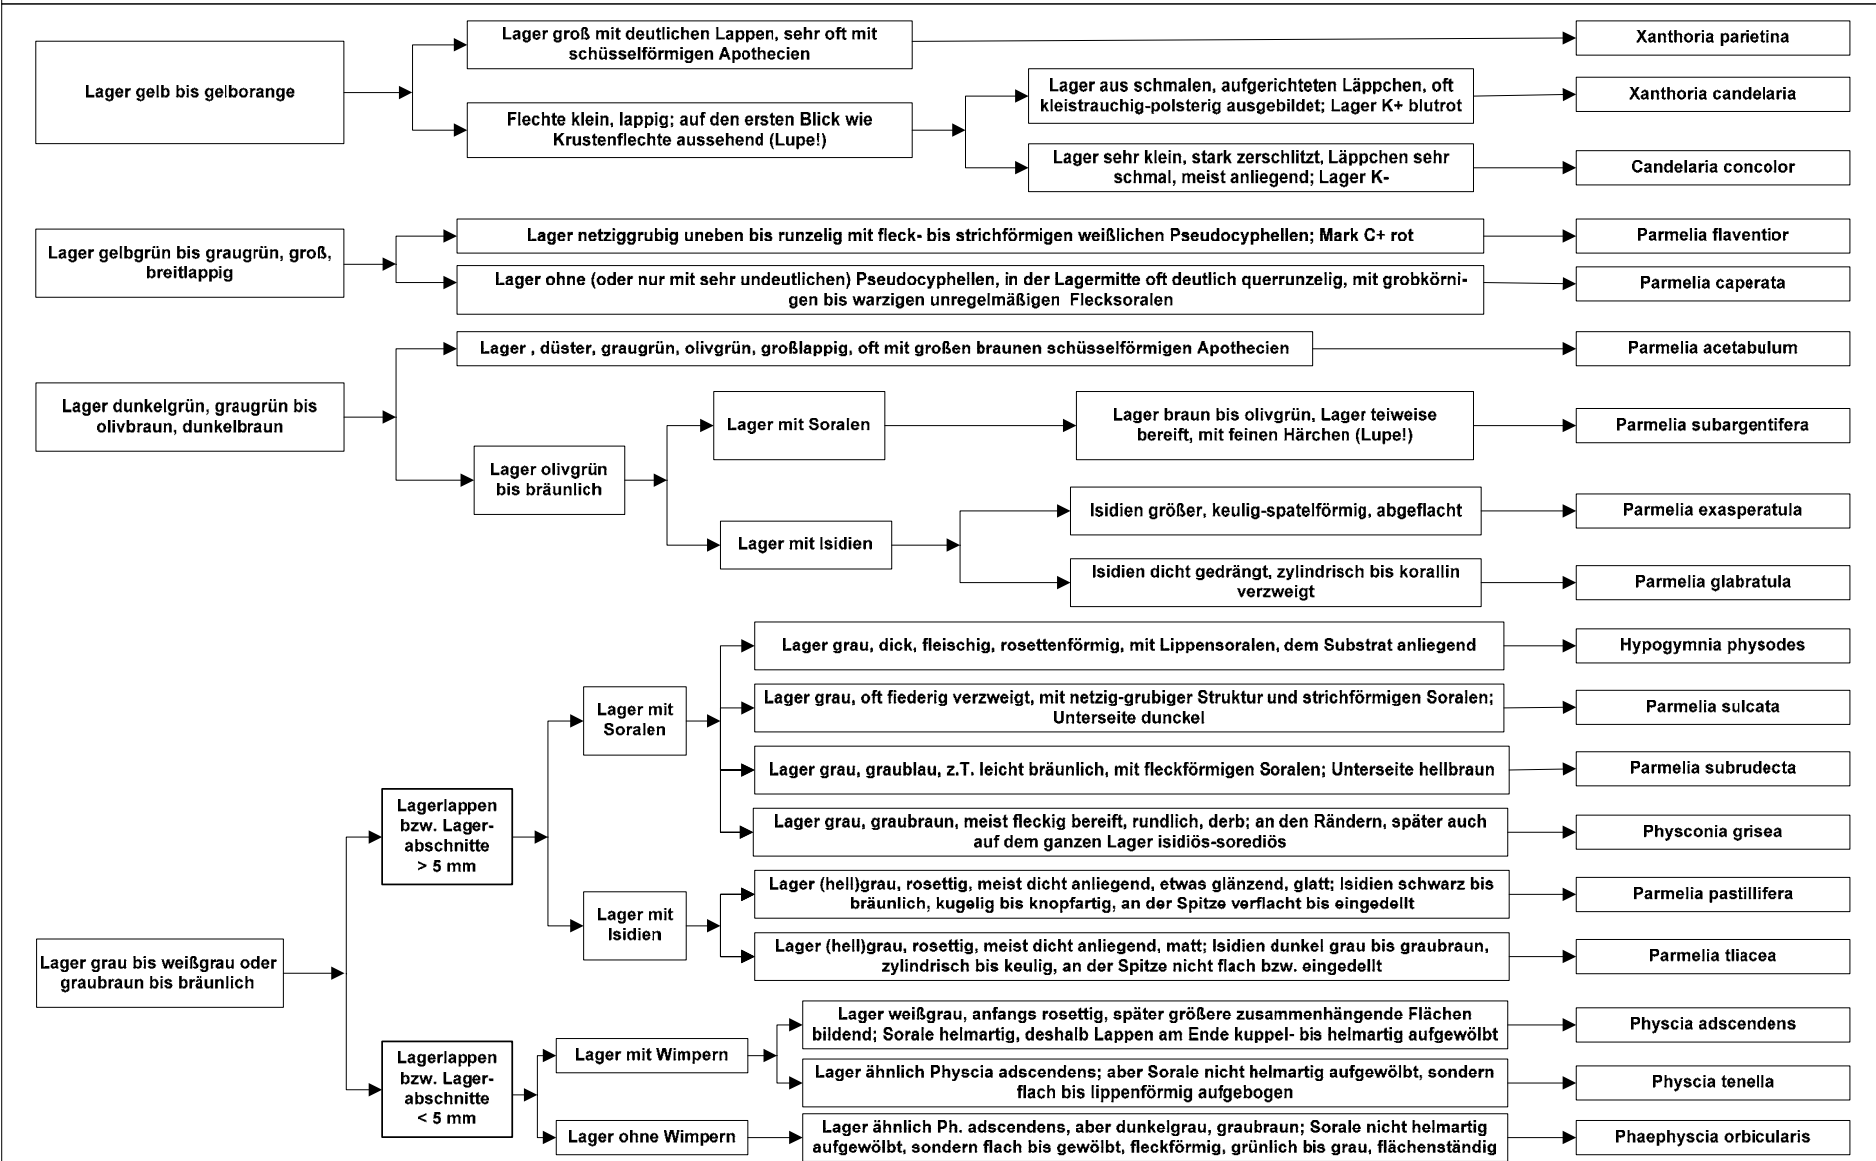 Lager gelb bis gelborange
Lager groß mit deutlichen Lappen, sehr oft mit
schüsselförmigen Apothecien
Xanthoria parietina
Flechte klein, lappig; auf den ersten Blick wie
Krustenflechte aussehend (Lupe!)
Lager aus schmalen, aufgerichteten Läppchen, oft
kleistrauchig-polsterig ausgebildet; Lager K+ blutrot
Xanthoria candelaria
Lager sehr klein, stark zerschlitzt, Läppchen sehr
schmal, meist anliegend; Lager K-
Candelaria concolor
Lager gelbgrün bis graugrün, groß,
breitlappig
Lager netziggrubig uneben bis runzelig mit fleck- bis strichförmigen weißlichen Pseudocyphellen; Mark C+ rot
Parmelia flaventior
Lager ohne (oder nur mit sehr undeutlichen) Pseudocyphellen, in der Lagermitte oft deutlich querrunzelig, mit grobkörni-
gen bis warzigen unregelmäßigen Flecksoralen
Parmelia caperata
Lager dunkelgrün, graugrün bis
olivbraun, dunkelbraun
Lager , düster, graugrün, olivgrün, großlappig, oft mit großen braunen schüsselförmigen Apothecien
Parmelia acetabulum
Lager olivgrün
bis bräunlich
Lager mit Soralen
Lager braun bis olivgrün, Lager teiweise
bereift, mit feinen Härchen (Lupe!)
Parmelia subargentifera
Lager mit Isidien
Isidien größer, keulig-spatelförmig, abgeflacht
Parmelia exasperatula
Isidien dicht gedrängt, zylindrisch bis korallin
verzweigt
Parmelia glabratula
Lager grau bis weißgrau oder
graubraun bis bräunlich
Lagerlappen
bzw. Lager-
abschnitte
> 5 mm
Lager mit
Soralen
Lager grau, dick, fleischig, rosettenförmig, mit Lippensoralen, dem Substrat anliegend
Hypogymnia physodes
Lager grau, oft fiederig verzweigt, mit netzig-grubiger Struktur und strichförmigen Soralen;
Unterseite dunckel
Parmelia sulcata
Lager grau, graublau, z.T. leicht bräunlich, mit fleckförmigen Soralen; Unterseite hellbraun
Parmelia subrudecta
Lager grau, graubraun, meist fleckig bereift, rundlich, derb; an den Rändern, später auch
auf dem ganzen Lager isidiös-sorediös
Physconia grisea
Lager mit
Isidien
Lager (hell)grau, rosettig, meist dicht anliegend, etwas glänzend, glatt; Isidien schwarz bis
bräunlich, kugelig bis knopfartig, an der Spitze verflacht bis eingedellt
Parmelia pastillifera
Lager (hell)grau, rosettig, meist dicht anliegend, matt; Isidien dunkel grau bis graubraun,
zylindrisch bis keulig, an der Spitze nicht flach bzw. eingedellt
Parmelia tliacea
Lagerlappen
bzw. Lager-
abschnitte
< 5 mm
Lager mit Wimpern
Lager weißgrau, anfangs rosettig, später größere zusammenhängende Flächen
bildend; Sorale helmartig, deshalb Lappen am Ende kuppel- bis helmartig aufgewölbt
Physcia adscendens
Lager ähnlich Physcia adscendens; aber Sorale nicht helmartig aufgewölbt, sondern
flach bis lippenförmig aufgebogen
Physcia tenella
Lager ohne Wimpern
Lager ähnlich Ph. adscendens, aber dunkelgrau, graubraun; Sorale nicht helmartig
aufgewölbt, sondern flach bis gewölbt, fleckförmig, grünlich bis grau, flächenständig
Phaephyscia orbicularis